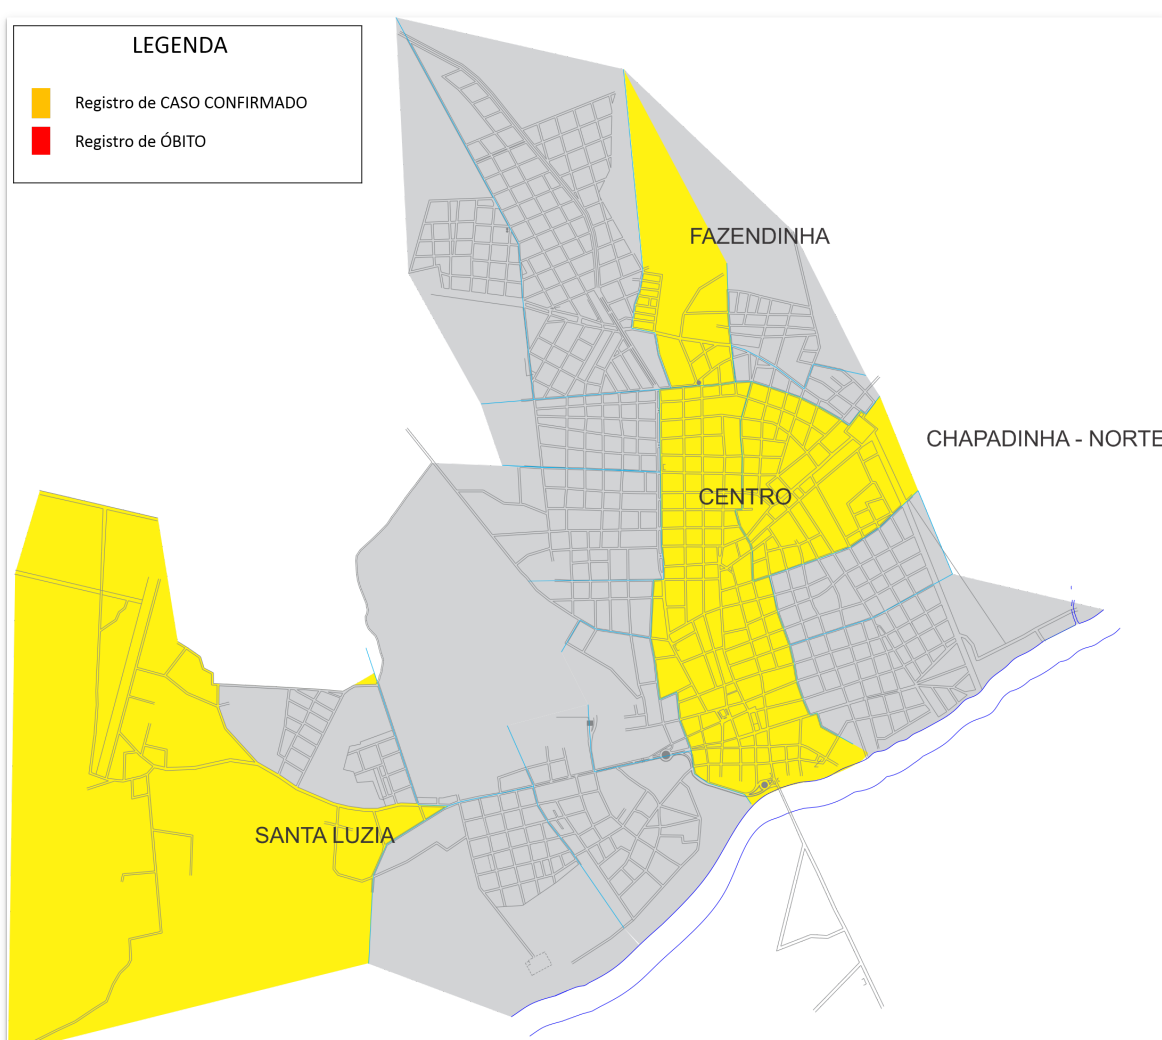 LEGENDA
Registro de CASO CONFIRMADO
Registro de ÓBITO
FAZENDINHA
CHAPADINHA - NORTE
CENTRO
SANTA LUZIA